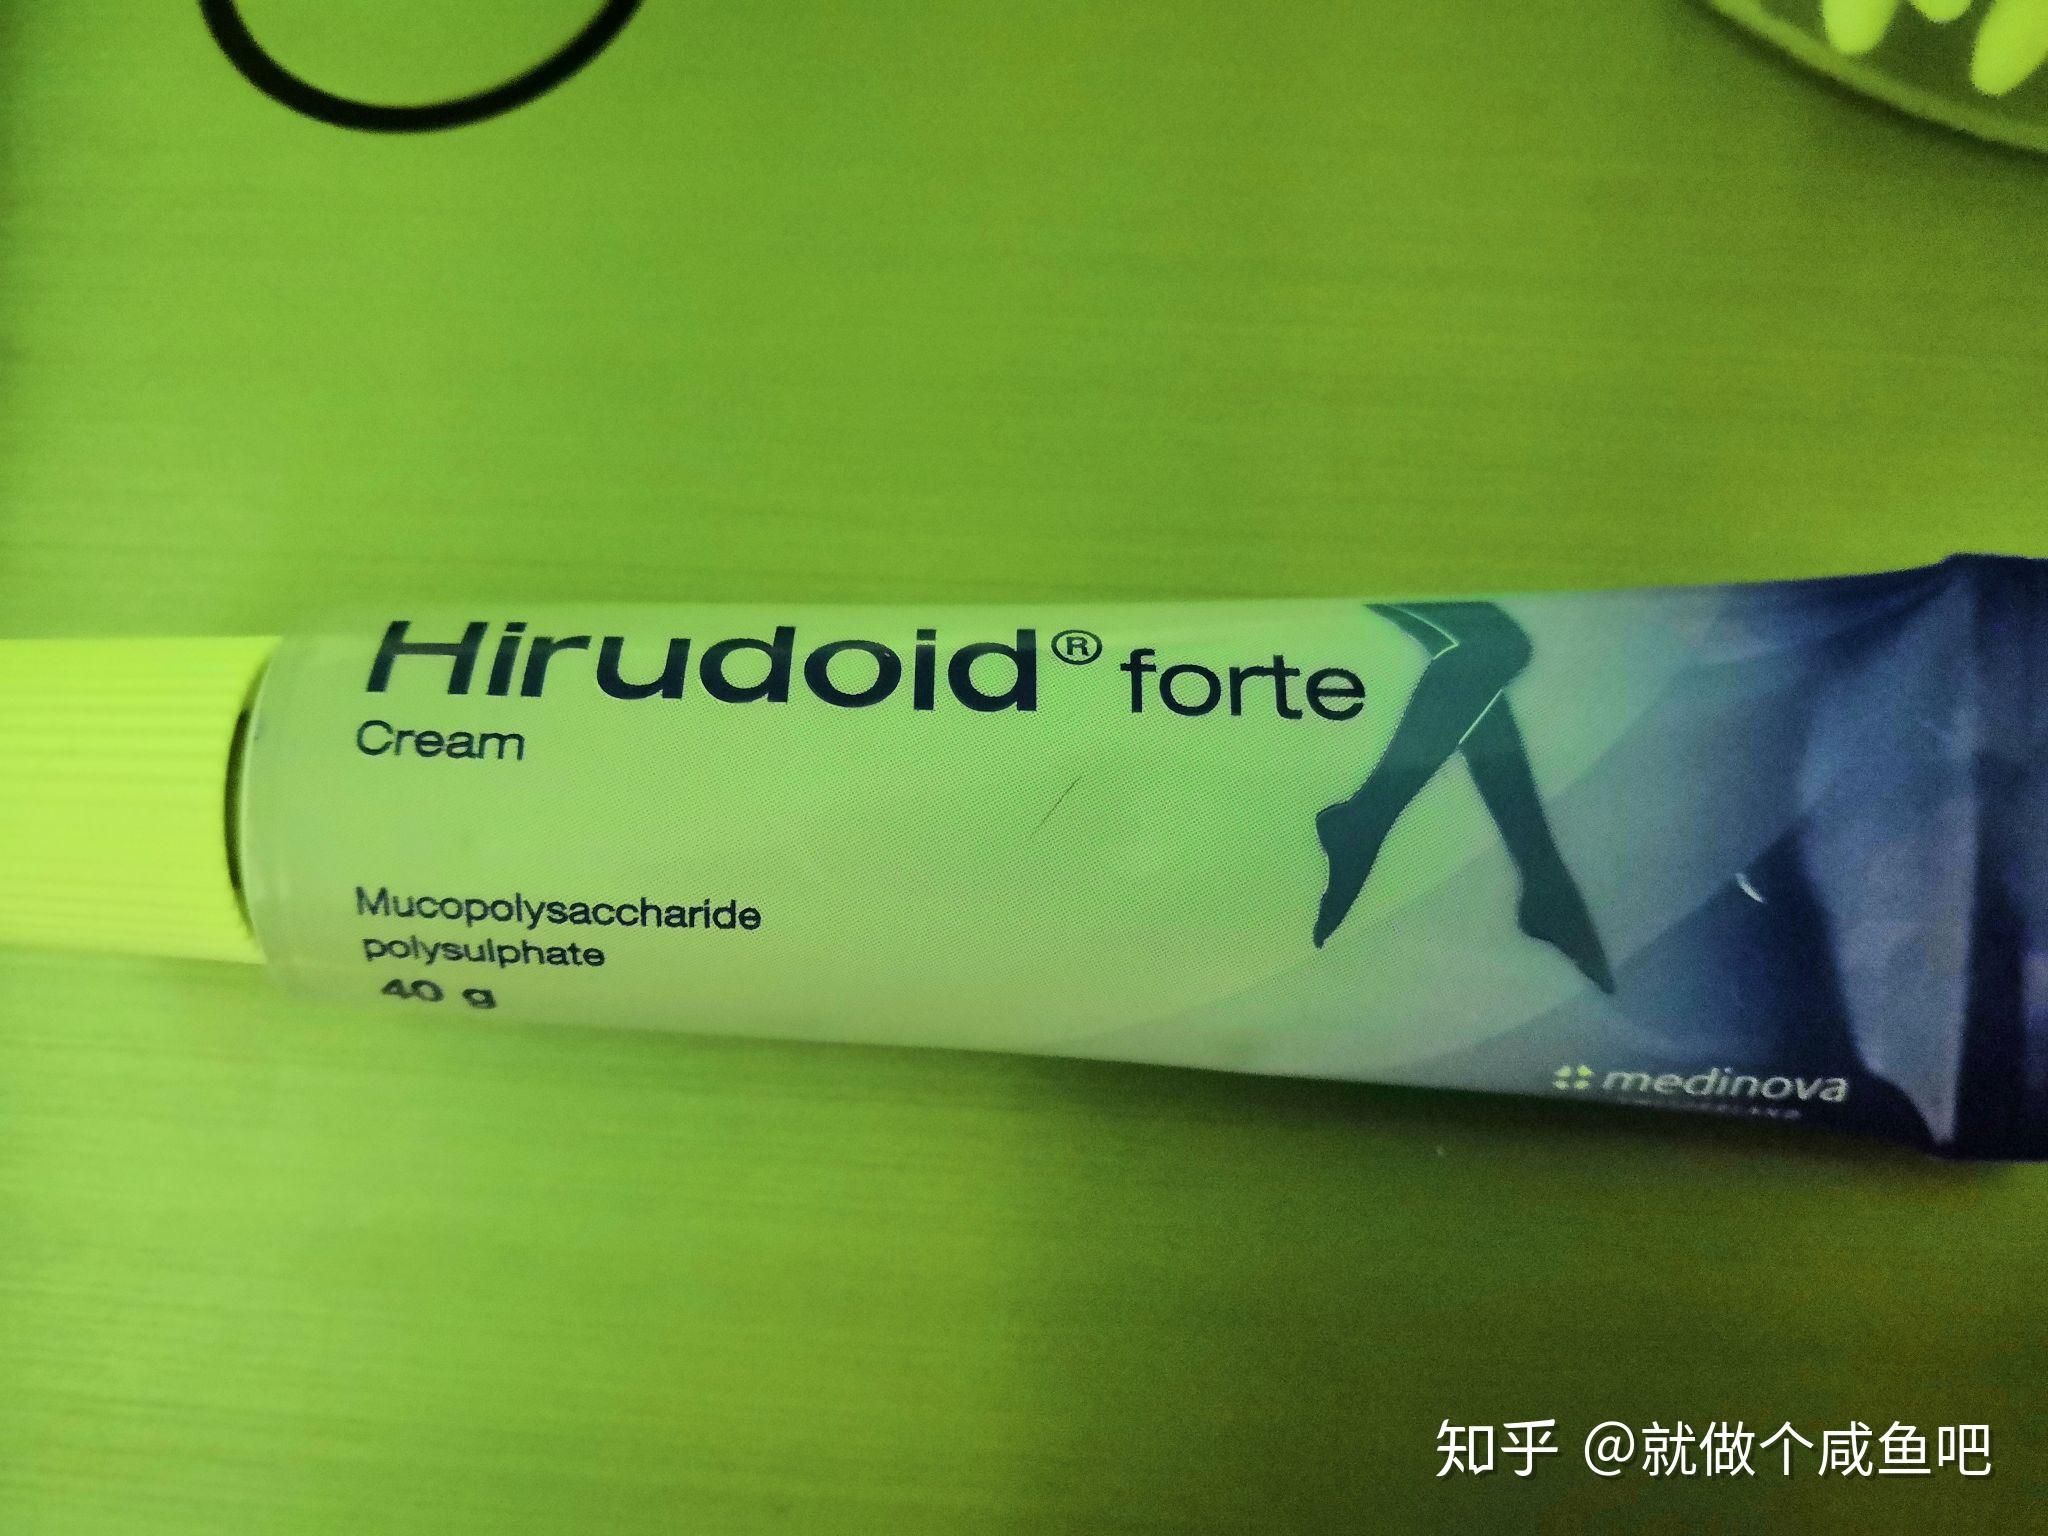 Hirudoid® forte
Cream
Mucopolysaccharide
polysulphate
40 g
medinova
知乎 @就做个咸鱼吧